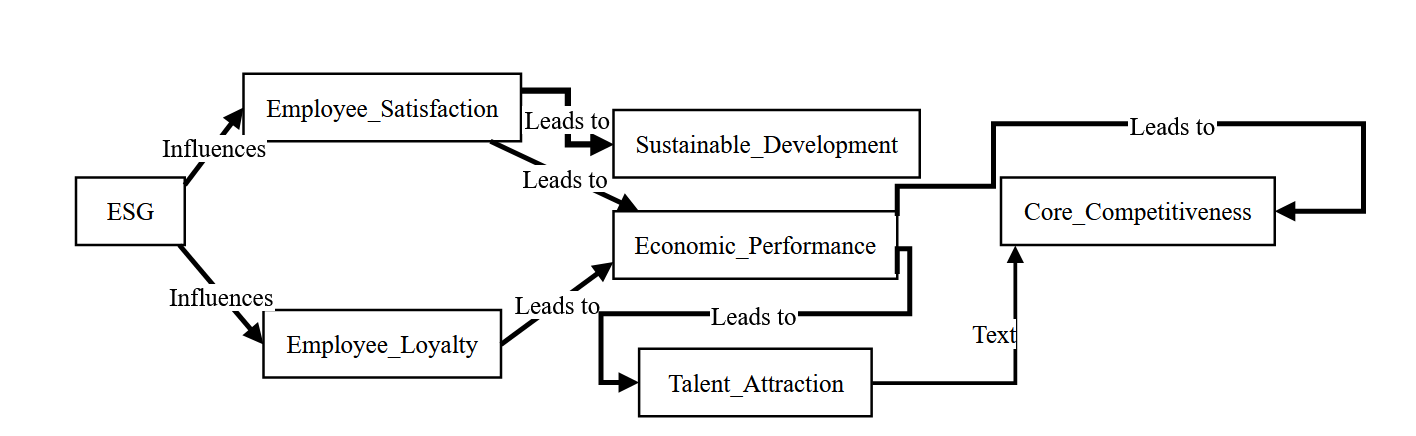 Employee_Satisfaction
Leads to
Sustainable_Development
Leads to
Influences
Leads to
ESG
Core_Competitiveness
Economic_Performance
Influences
Leads to
Leads to
Text
Employee_Loyalty
Talent_Attraction